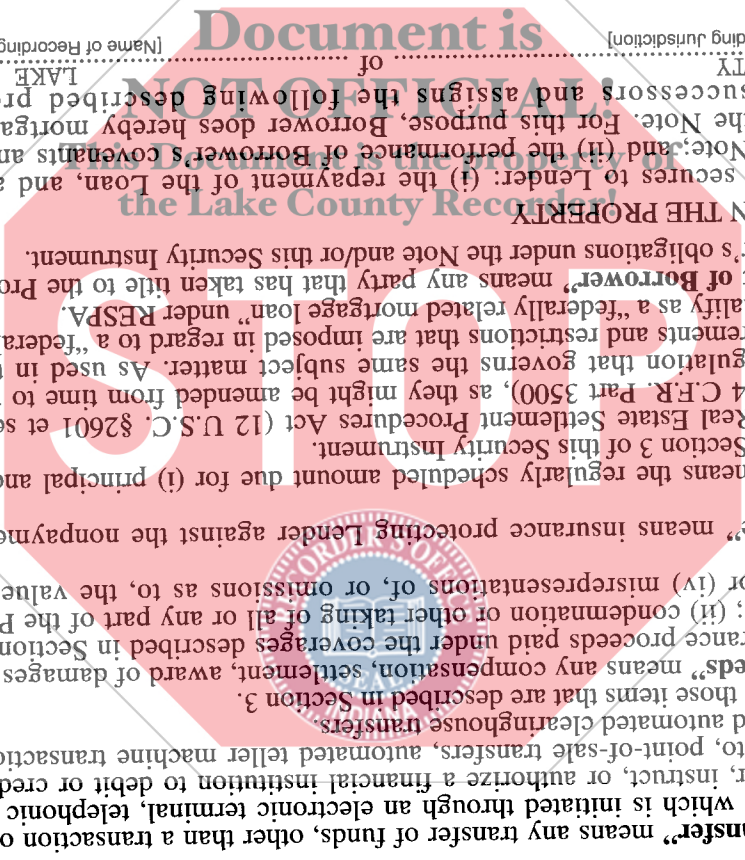 Document is
NOT OFFICIAL!
This Document is the property of
the Lake County Recorder!
STOP
RECORDER'S OFFICE
SEAL
INDIANA
nsfer” means any transfer of funds, other than a transaction o
which is initiated through an electronic terminal, telephonic
r, instruct, or authorize a financial institution to debit or cred
to, point-of-sale transfers, automated teller machine transactio
d automated clearinghouse transfers.
those items that are described in Section 3.
eds” means any compensation, settlement, award of damages
rance proceeds paid under the coverages described in Section
; (ii) condemnation or other taking of all or any part of the P
or (iv) misrepresentations of, or omissions as to, the value
e” means insurance protecting Lender against the nonpayme
means the regularly scheduled amount due for (i) principal and
Section 3 of this Security Instrument.
Real Estate Settlement Procedures Act (12 U.S.C. §2601 et se
4 C.F.R. Part 3500), as they might be amended from time to
gulation that governs the same subject matter. As used in
rements and restrictions that are imposed in regard to a “federa
alify as a “federally related mortgage loan” under RESPA.
of Borrower” means any party that has taken title to the Pro
r’s obligations under the Note and/or this Security Instrument.
N THE PROPERTY
secures to Lender: (i) the repayment of the Loan, and a
Note; and (ii) the performance of Borrower’s covenants an
he Note. For this purpose, Borrower does hereby mortga
successors and assigns the following described pr
TY of LAKE
ding Jurisdiction] [Name of Recording